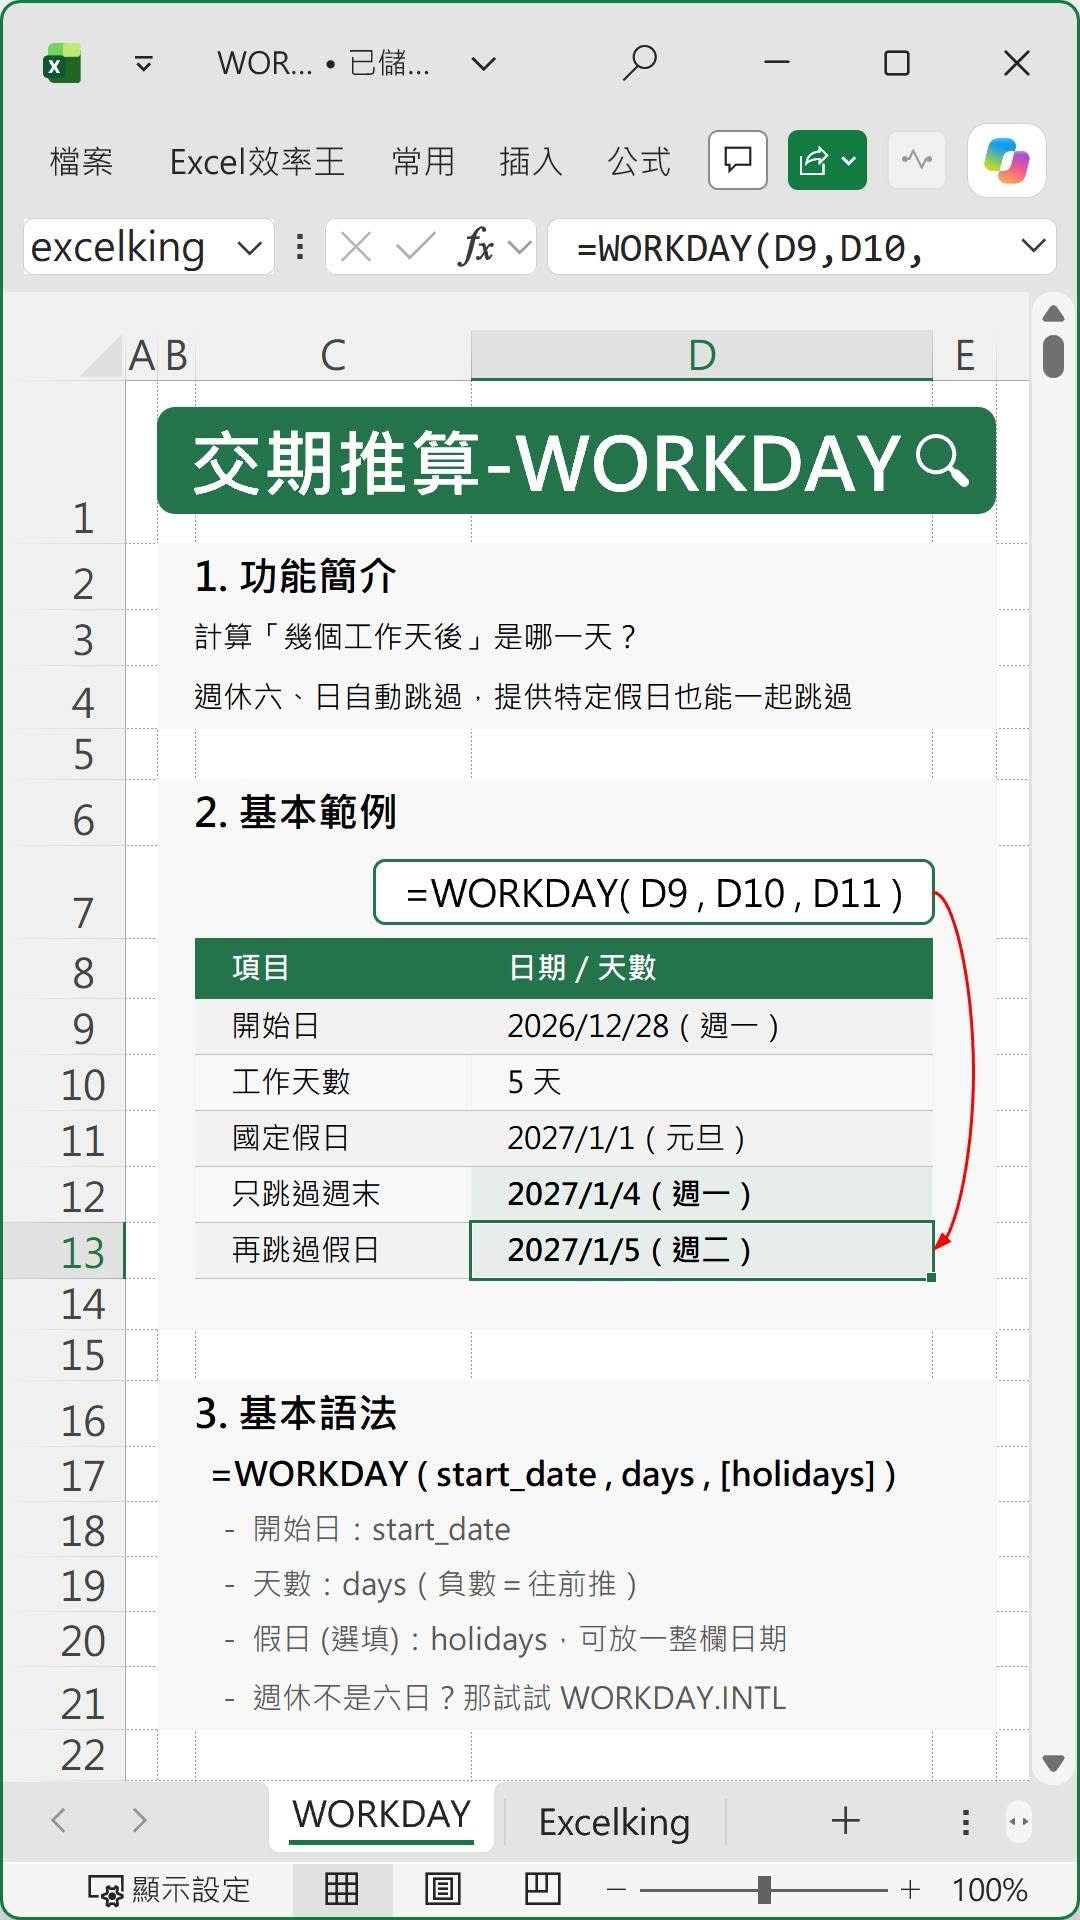 WOR... • 已儲...
檔案 Excel效率王 常用 插入 公式
excelking fx =WORKDAY(D9,D10,
A B C D E
交期推算-WORKDAY
1
2 1. 功能簡介
3 計算「幾個工作天後」是哪一天？
4 週休六、日自動跳過，提供特定假日也能一起跳過
5
6 2. 基本範例
7 =WORKDAY( D9 , D10 , D11 )
8 項目 日期 / 天數
9 開始日 2026/12/28 ( 週一 )
10 工作天數 5 天
11 國定假日 2027/1/1 ( 元旦 )
12 只跳過週末 2027/1/4 ( 週一 )
13 再跳過假日 2027/1/5 ( 週二 )
14
15
16 3. 基本語法
17 =WORKDAY ( start_date , days , [holidays] )
18 - 開始日：start_date
19 - 天數：days ( 負數 = 往前推 )
20 - 假日 (選填)：holidays，可放一整欄日期
21 - 週休不是六日？那試試 WORKDAY.INTL
22
WORKDAY Excelking
顯示設定 100%